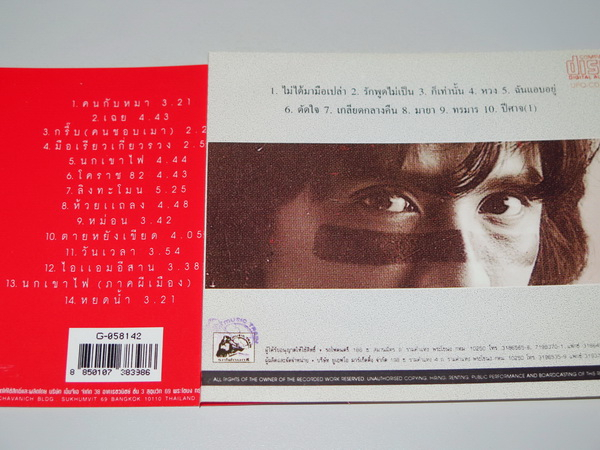 1.คนกับหมา 3.21
2.เฉย 4.43
3.กรึ๊บ(คนชอบเมา) 2.2
4.มือเรียวเกี่ยวรวง 2.5
5.นกเขาไฟ 4.44
6.โคราช 82 4.43
7.ลิงทะโมน 5.25
8.ห้วยแถลง 4.48
9.หม่อน 3.42
10.ตายหยังเขียด 4.05
11.วันเวลา 3.54
12.ไอแอมอีสาน 3.38
13.นกเขาไฟ (ภาคผีเมือง)
14.หยดน้ำ 3.21
G-058142
8 850107 383986
CHAVANICH BLDG., SUKHUMVIT 69 BANGKOK 10110 THAILAND
disc
DIGITAL AUDIO
1. ไม่ได้มามือเปล่า 2. รักพูดไม่เป็น 3. ก็เท่านั้น 4. หวง 5. ฉันแอบอยู่
6. ตัดใจ 7. เกลียดกลางคืน 8. มายา 9. ทรมาร 10. ปีศาจ(1)
ALL RIGHTS OF THE OWNER OF THE RECORDED WORK RESERVED. UNAUTHORISED COPYING, HIRING, RENTING, PUBLIC PERFORMANCE AND BROADCASTING OF THIS RE